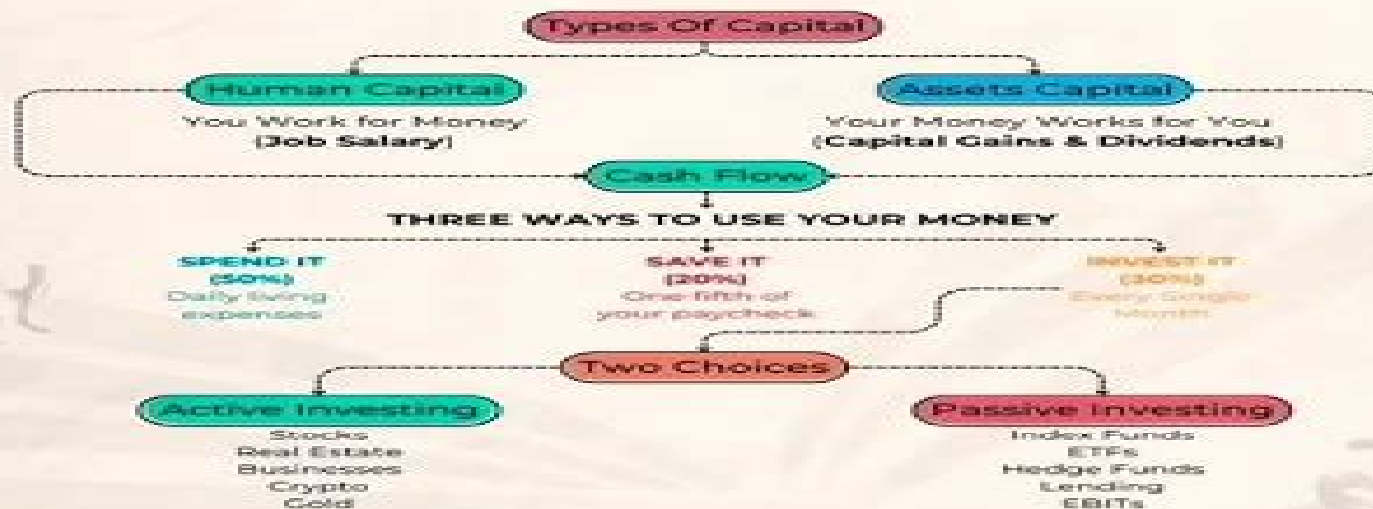 Types Of Capital
Human Capital
Assets Capital
You Work for Money
(Job Salary)
Your Money Works for You
(Capital Gains & Dividends)
Cash Flow
THREE WAYS TO USE YOUR MONEY
SPEND IT
(50%)
Daily living
expenses
SAVE IT
(20%)
One fifth of
your paycheck
INVEST IT
(30%)
Every Single
Month
Two Choices
Active Investing
Stocks
Real Estate
Businesses
Crypto
Gold
Passive Investing
Index Funds
ETFs
Hedge Funds
Lending
EBITs